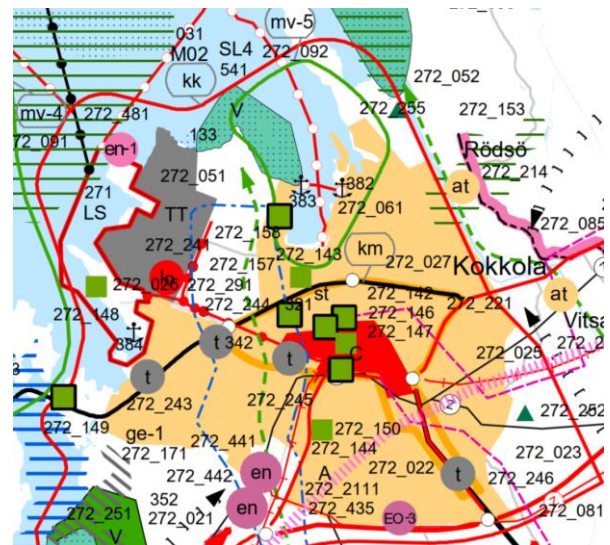 mv-5
031
M02
SL4
272_092
kk
541
272_052
mv-4
272_481
V
272_255
272_153
133
Rödsö
en-1
272_051
272_214
382
at
271
383
LS
TT
272_061
272_085
272_158
272_241
km
lo
272_157
272_143
272_027
Kokkola
272_026
272_291
st
272_142
272_221
at
272_148
272_244
272_146
384
272_147
t
342
t
C
272_025
t
272_243
272_245
272_149
ge-1
272_150
272_252
272_441
272_144
272_171
A
272_022
272_023
272_442
en
t
272_246
352
272_2111
272_251
272_021
en
272_435
EO-3
272_081
V